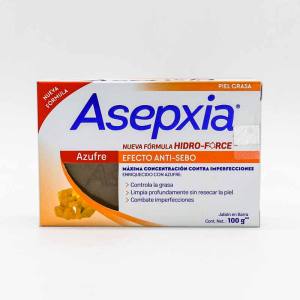 NUEVA
FÓRMULA
PIEL GRASA
Asepxia®
NUEVA FÓRMULA HIDRO-FORCE
Azufre
EFECTO ANTI-SEBO
MÁXIMA CONCENTRACIÓN CONTRA IMPERFECCIONES
ENRIQUECIDO CON AZUFRE:
Controla la grasa
Limpia profundamente sin resecar la piel
Combate imperfecciones
Jabón en Barra
Cont. Net.: 100 g